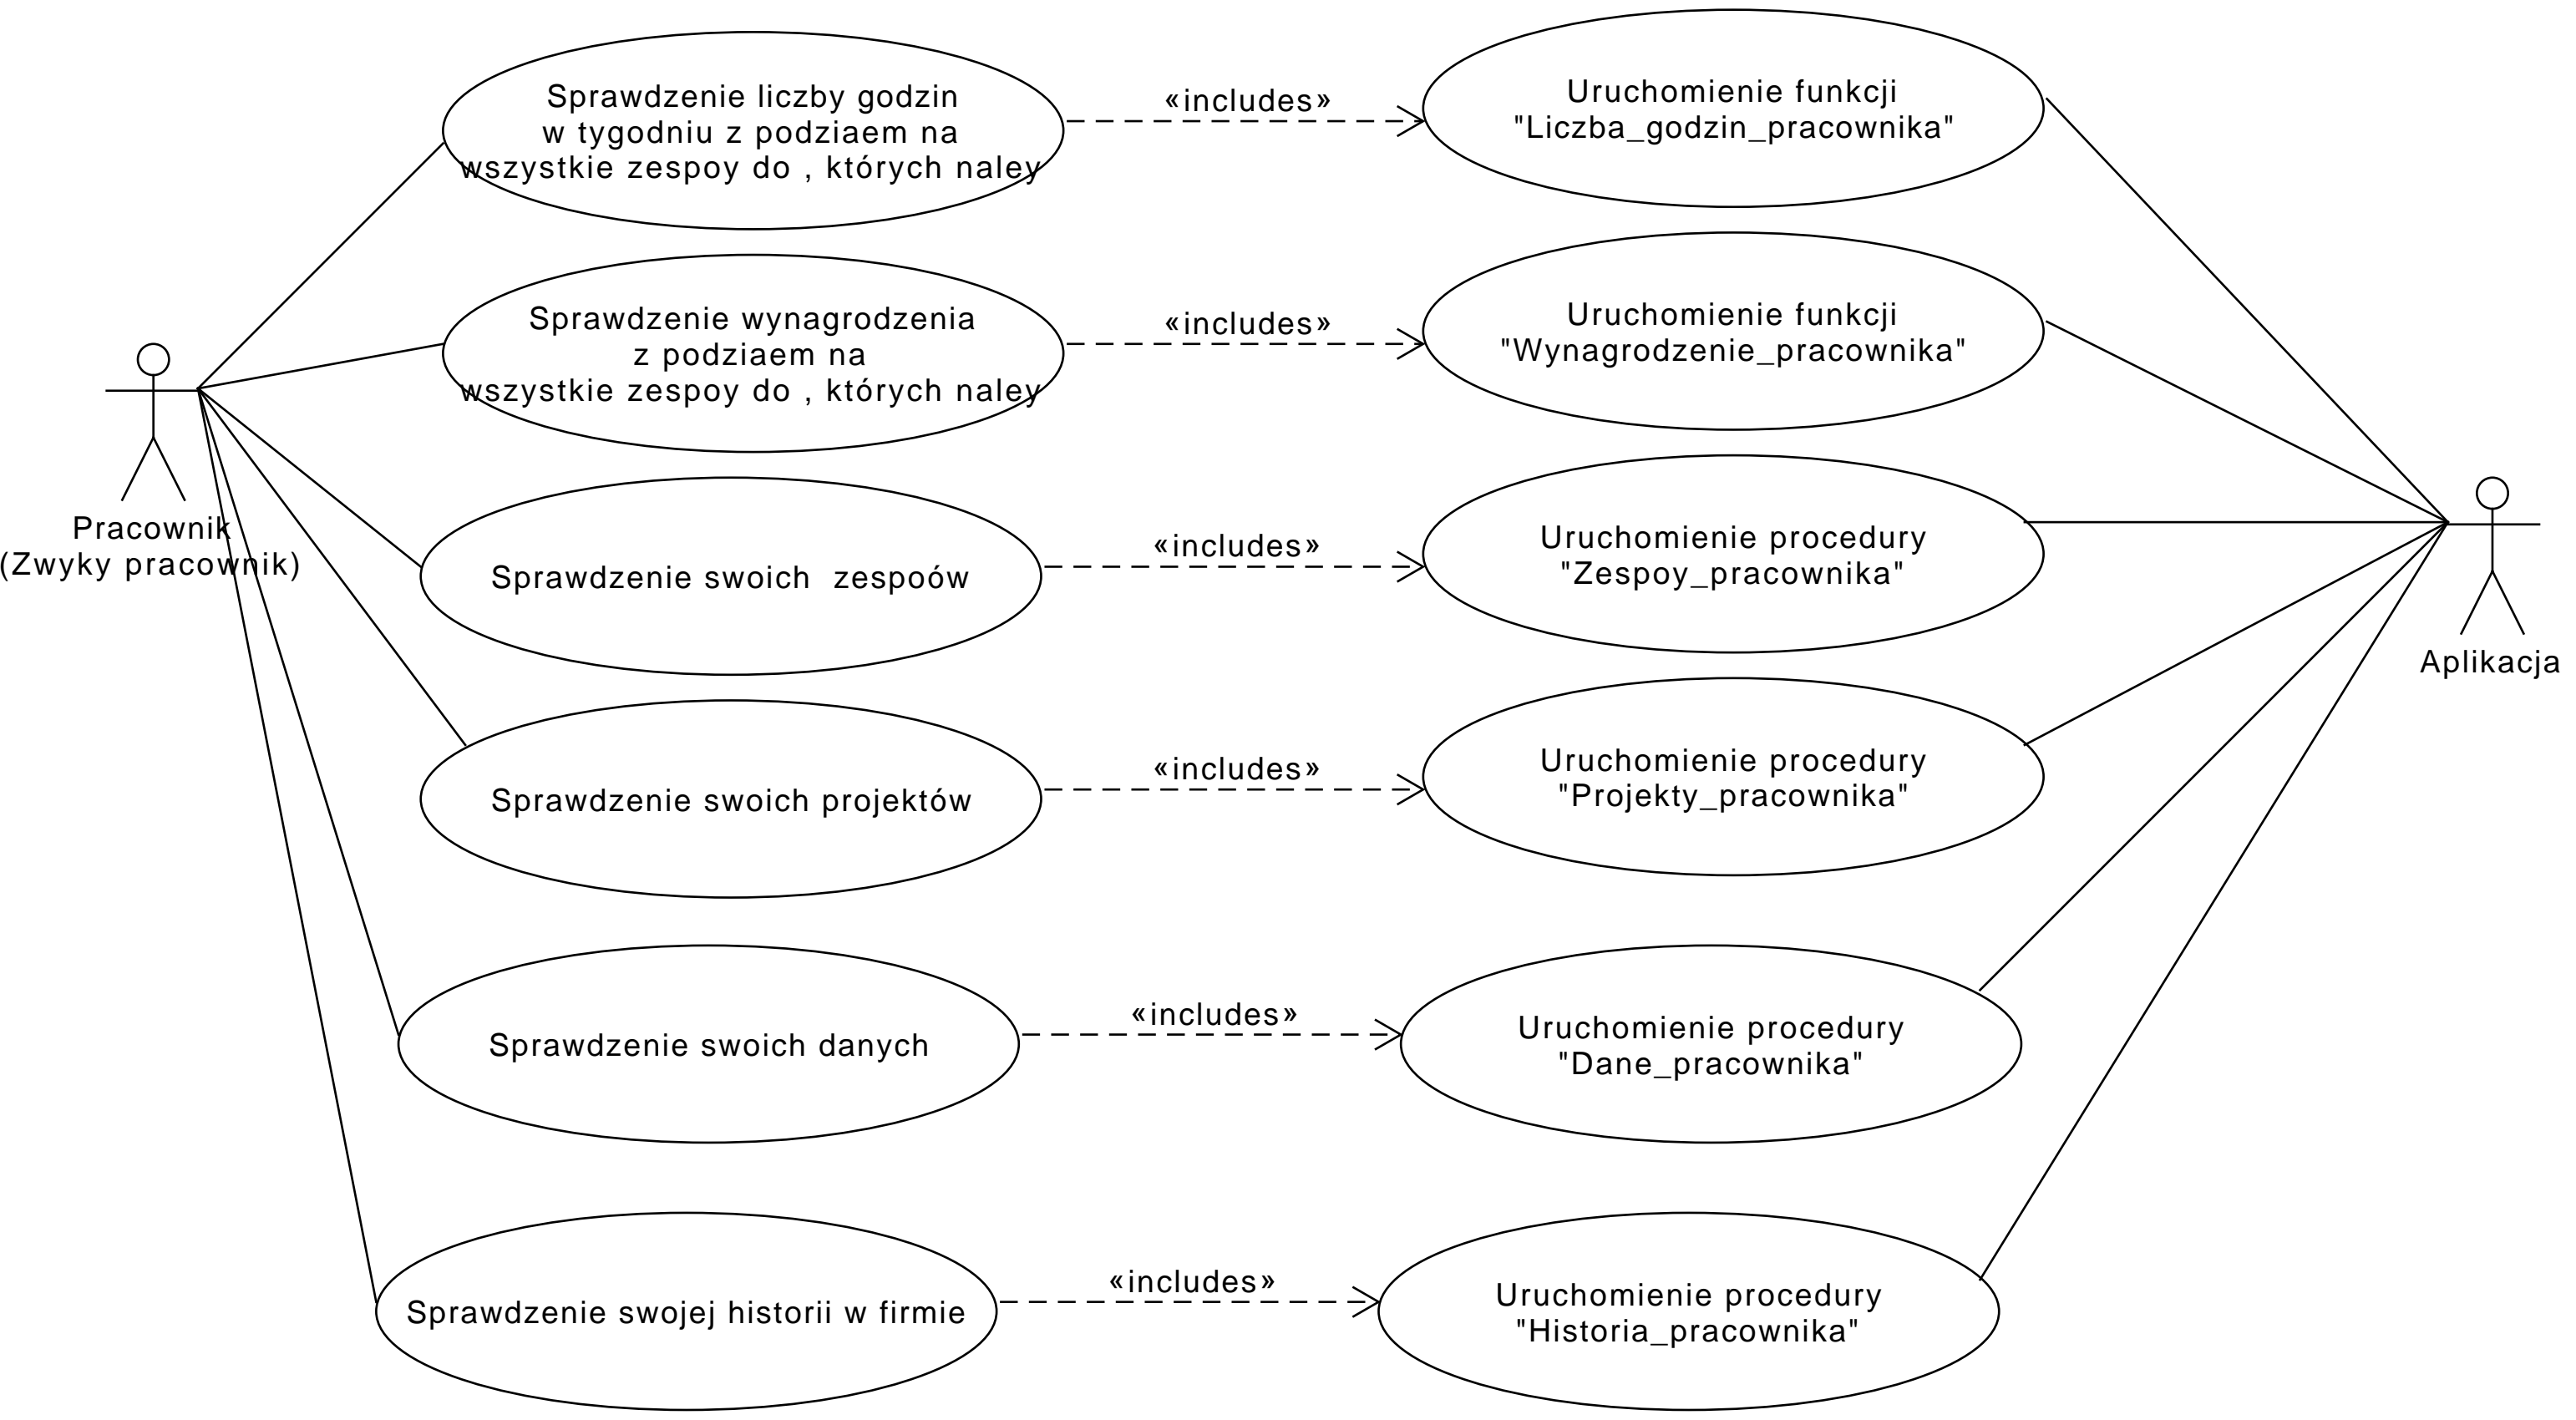 Sprawdzenie liczby godzin
w tygodniu z podziaem na
wszystkie zespoy do , których naley
«includes»
Uruchomienie funkcji
"Liczba_godzin_pracownika"
Sprawdzenie wynagrodzenia
z podziaem na
wszystkie zespoy do , których naley
«includes»
Uruchomienie funkcji
"Wynagrodzenie_pracownika"
Pracownik
(Zwyky pracownik)
Sprawdzenie swoich  zespoów
«includes»
Uruchomienie procedury
"Zespoy_pracownika"
Aplikacja
Sprawdzenie swoich projektów
«includes»
Uruchomienie procedury
"Projekty_pracownika"
Sprawdzenie swoich danych
«includes»
Uruchomienie procedury
"Dane_pracownika"
Sprawdzenie swojej historii w firmie
«includes»
Uruchomienie procedury
"Historia_pracownika"